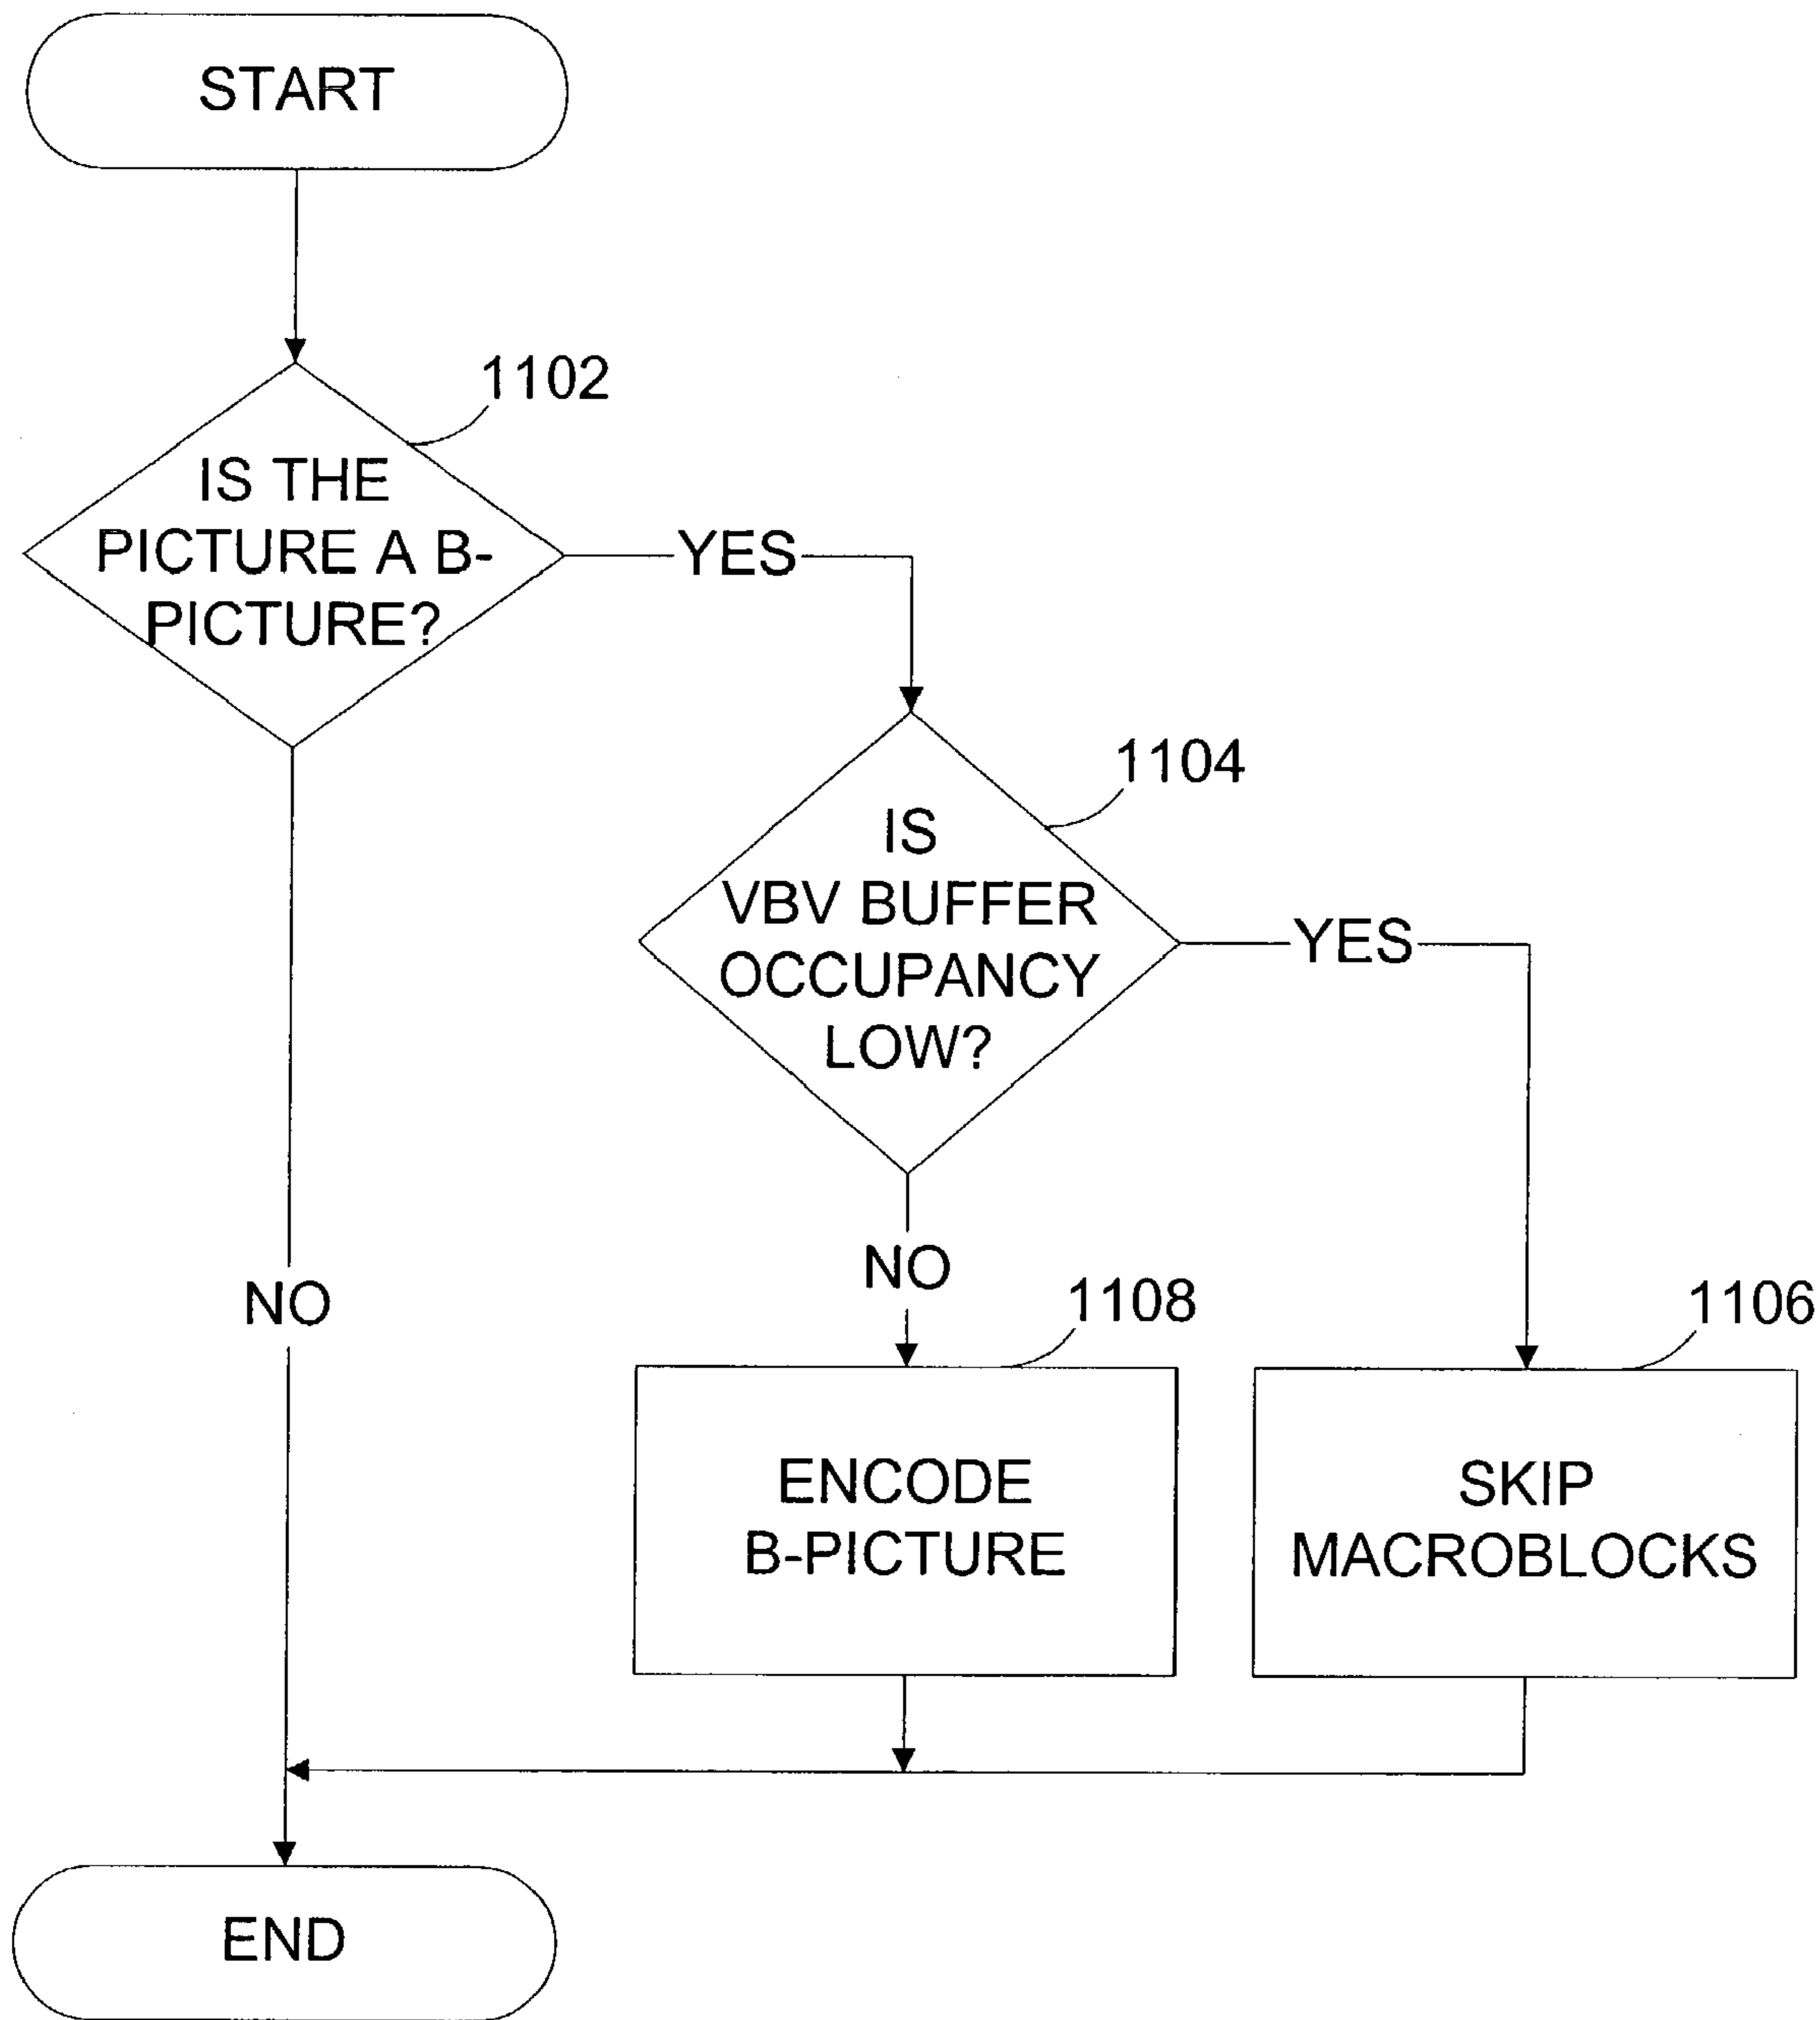 START
1102
IS THE
PICTURE A B-
PICTURE?
YES
1104
IS
VBV BUFFER
OCCUPANCY
LOW?
YES
NO
NO
1108
1106
ENCODE
B-PICTURE
SKIP
MACROBLOCKS
END